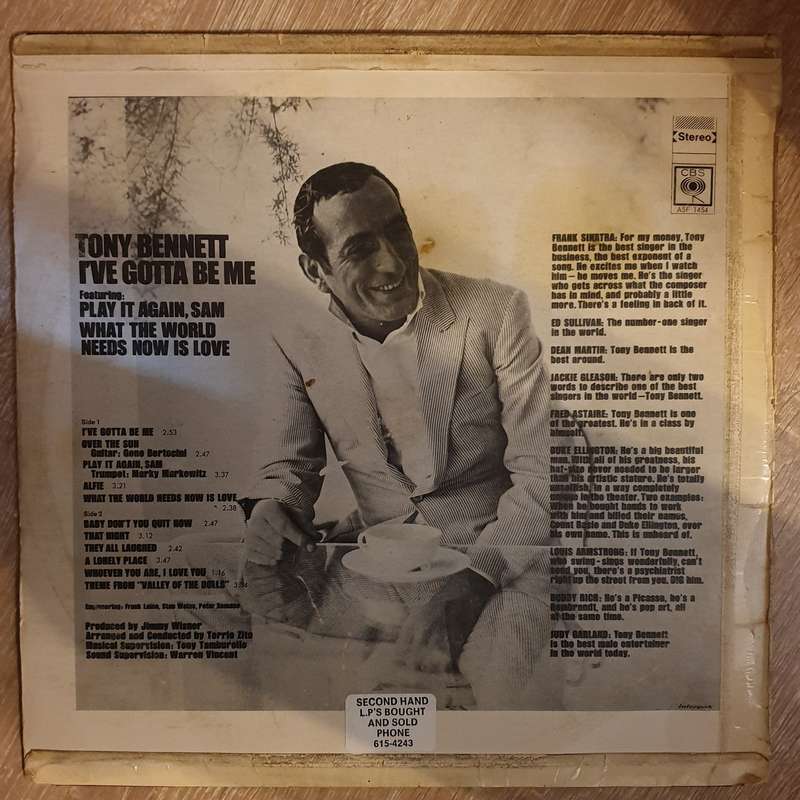 TONY BENNETT
I'VE GOTTA BE ME
Featuring:
PLAY IT AGAIN, SAM
WHAT THE WORLD
NEEDS NOW IS LOVE
Side 1
I'VE GOTTA BE ME 2.53
OVER THE SUN
Guitar: Gene Bertocini 2.47
PLAY IT AGAIN, SAM
Trumpet: Marky Markowitz 3.37
ALFIE 3.21
WHAT THE WORLD NEEDS NOW IS LOVE
2.38
Side 2
BABY DON'T YOU QUIT NOW 2.47
THAT NIGHT 3.12
THEY ALL LAUGHED 2.42
A LONELY PLACE 3.47
WHOEVER YOU ARE, I LOVE YOU 1.46
THEME FROM "VALLEY OF THE DOLLS"
Engineering: Frank Laico, Stan Weiss, Peter Romano
Produced by Jimmy Wisner
Arranged and Conducted by Torrie Zito
Musical Supervision: Tony Tamburello
Sound Supervision: Warren Vincent
Stereo
CBS
ASF 1454
FRANK SINATRA: For my money, Tony
Bennett is the best singer in the
business, the best exponent of a
song. He excites me when I watch
him – he moves me. He's the singer
who gets across what the composer
has in mind, and probably a little
more. There's a feeling in back of it.
ED SULLIVAN: The number-one singer
in the world.
DEAN MARTIN: Tony Bennett is the
best around.
JACKIE GLEASON: There are only two
words to describe one of the best
singers in the world—Tony Bennett.
FRED ASTAIRE: Tony Bennett is one
of the greatest. He's in a class by
himself.
DUKE ELLINGTON: He's a big beautiful
man. With all of his greatness, his
hat-size never needed to be larger
than his artistic stature. He's totally
unselfish, in a way completely
unique in the theater. Two examples:
when he bought bands to work
with him and billed their names,
Count Basie and Duke Ellington, over
his own name. This is unheard of.
LOUIS ARMSTRONG: If Tony Bennett,
who swing-sings wonderfully, can't
send you, there's a psychiatrist
right up the street from you. DIG him.
BUDDY RICH: He's a Picasso, he's a
Rembrandt, and he's pop art, all
at the same time.
JUDY GARLAND: Tony Bennett
is the best male entertainer
in the world today.
interpak
SECOND HAND
L.P'S BOUGHT
AND SOLD
PHONE
615-4243